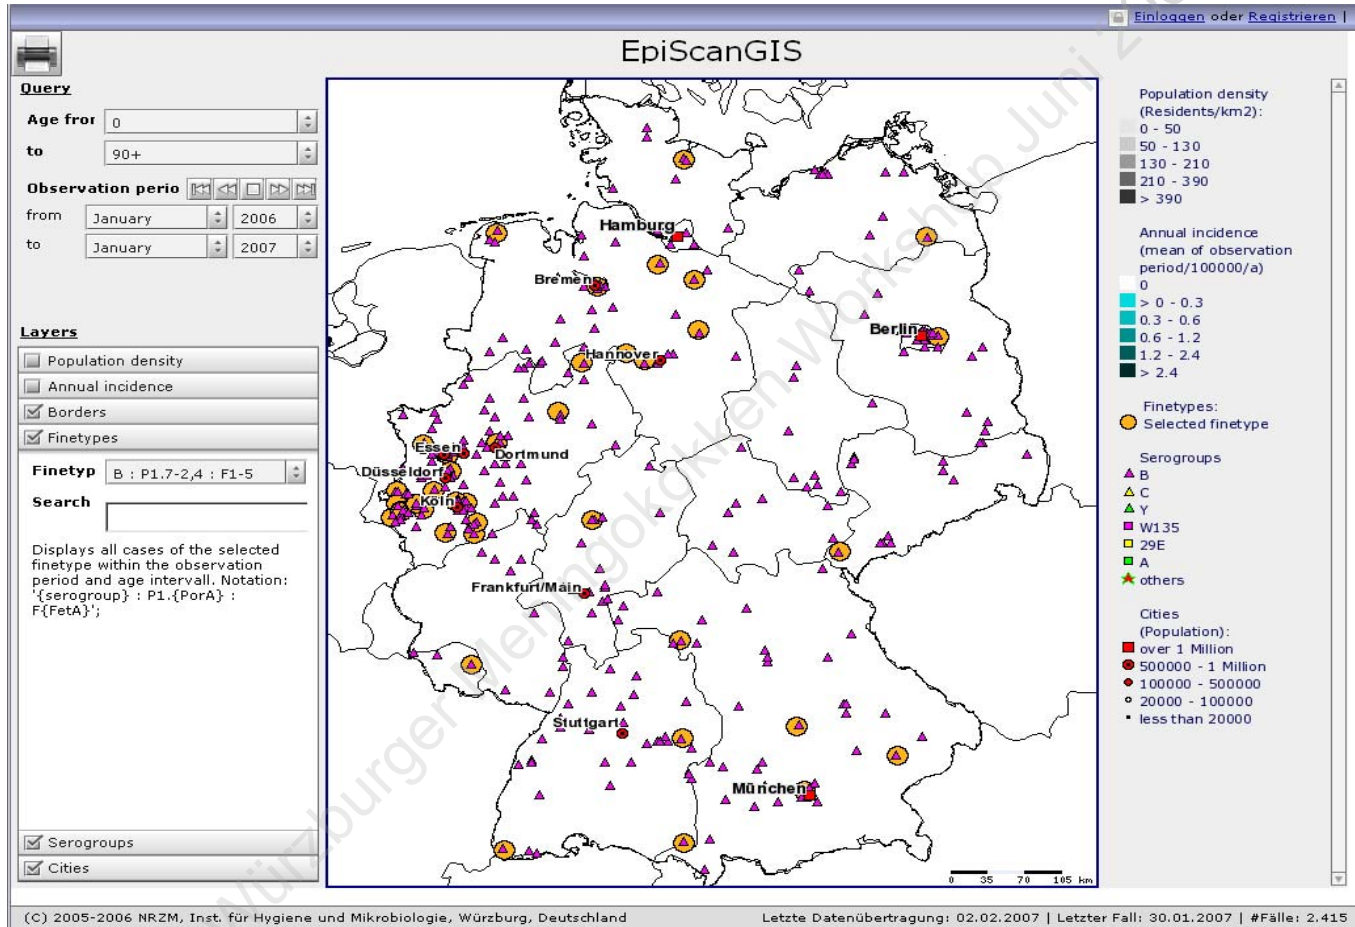 Einloggen oder Registrieren |
EpiScanGIS
Query
Age fror 0
to 90+
Observation perio
from January 2006
to January 2007
Layers
Population density
Annual incidence
Borders
Finetypes
Finetyp B : P1.7-2,4 : F1-5
Search
Displays all cases of the selected
finetype within the observation
period and age intervall. Notation:
'{serogroup} : P1.{PorA} :
F{FetA}';
Serogroups
Cities
Hamburg
Bremen
Berlin
Hannover
Essen
Dortmund
Düsseldorf
Köln
Frankfurt/Main
Stuttgart
München
0 35 70 105 km
Population density
(Residents/km2):
0 - 50
50 - 130
130 - 210
210 - 390
> 390
Annual incidence
(mean of observation
period/100000/a)
0
> 0 - 0.3
0.3 - 0.6
0.6 - 1.2
1.2 - 2.4
> 2.4
Finetypes:
Selected finetype
Serogroups
B
C
Y
W135
29E
A
others
Cities
(Population):
over 1 Million
500000 - 1 Million
100000 - 500000
20000 - 100000
less than 20000
Würzburger Meningokokken Workshop Juni
(C) 2005-2006 NRZM, Inst. für Hygiene und Mikrobiologie, Würzburg, Deutschland
Letzte Datenübertragung: 02.02.2007 | Letzter Fall: 30.01.2007 | #Fälle: 2.415